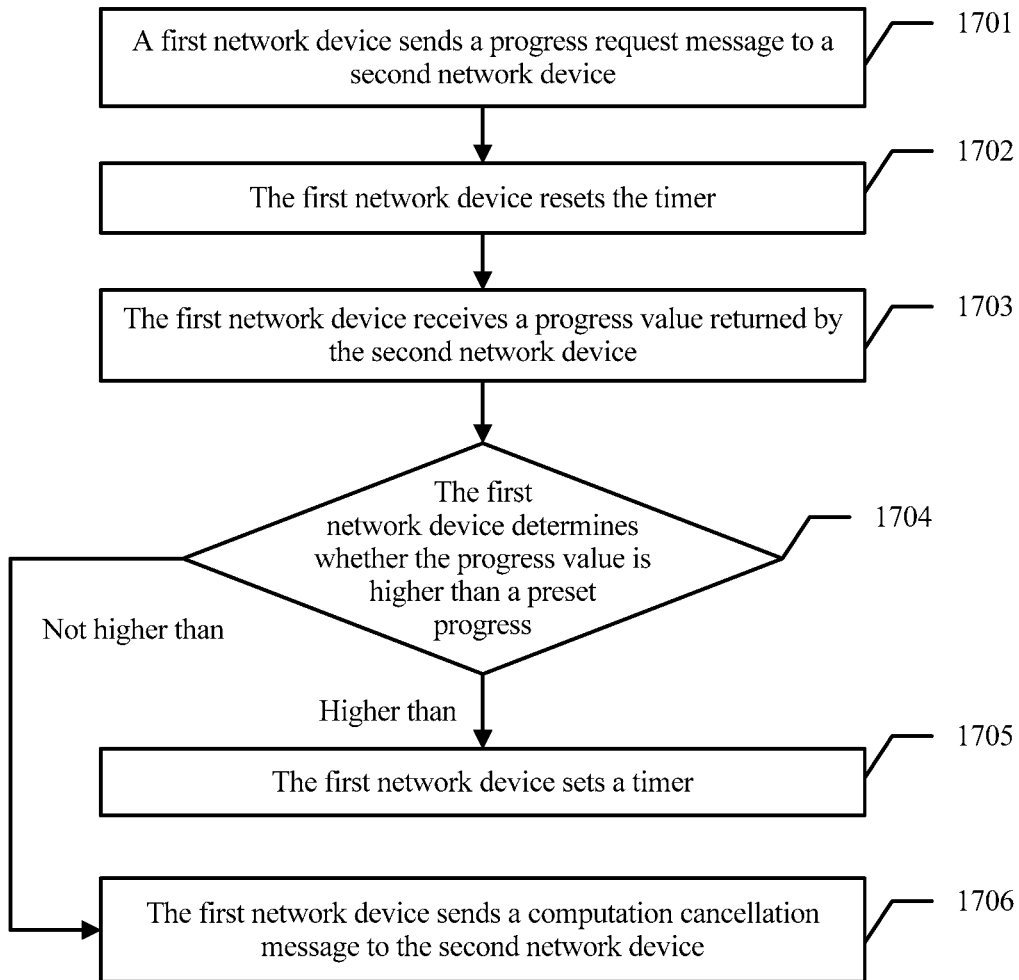 A first network device sends a progress request message to a
second network device
1701
The first network device resets the timer
1702
The first network device receives a progress value returned by
the second network device
1703
The first
network device determines
whether the progress value is
higher than a preset
progress
1704
Not higher than
Higher than
The first network device sets a timer
1705
The first network device sends a computation cancellation
message to the second network device
1706